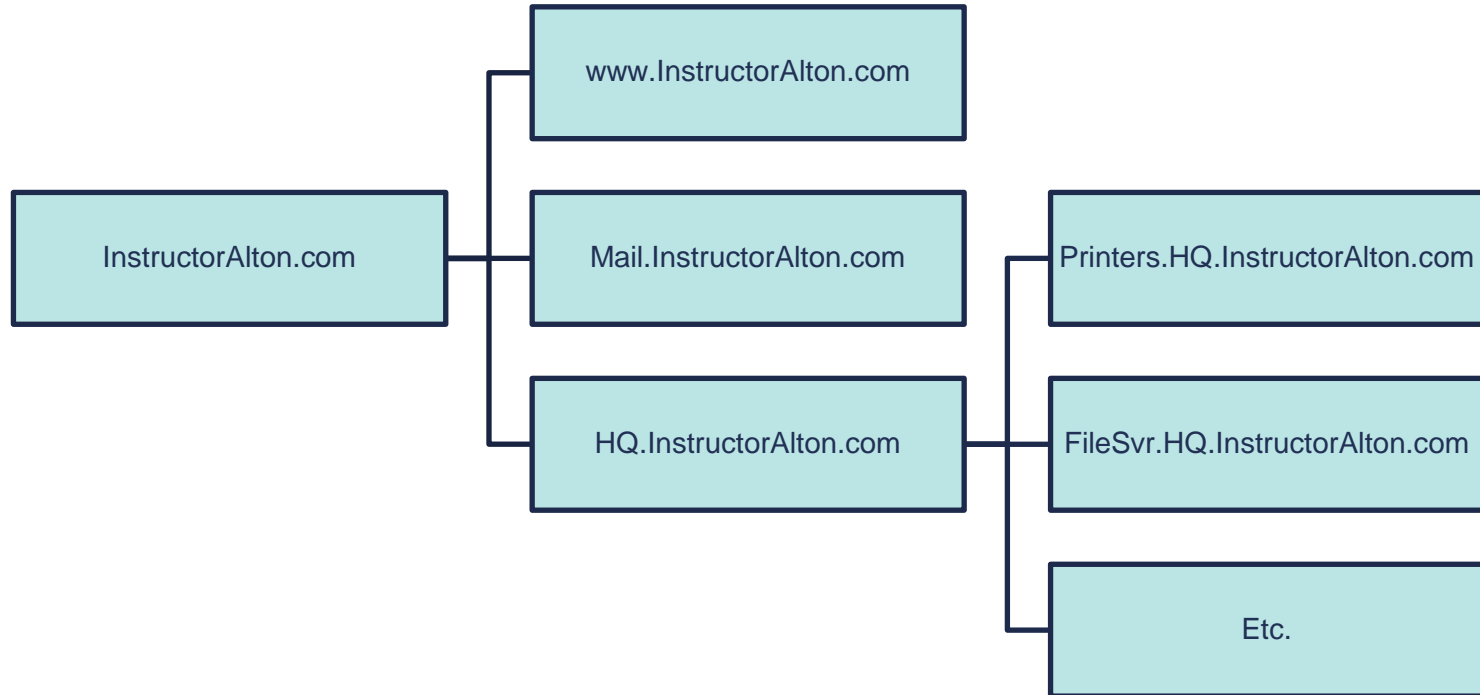 www.InstructorAlton.com
InstructorAlton.com
Mail.InstructorAlton.com
Printers.HQ.InstructorAlton.com
HQ.InstructorAlton.com
FileSvr.HQ.InstructorAlton.com
Etc.